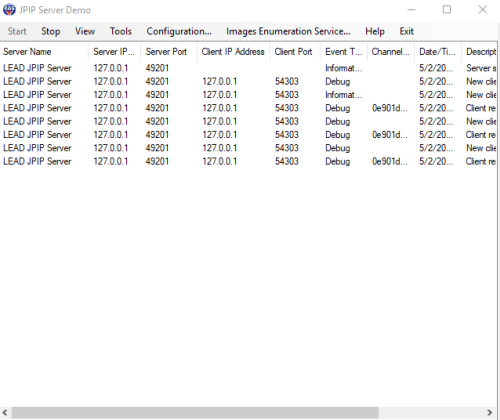 JPIP Server Demo
Start Stop View Tools Configuration... Images Enumeration Service... Help Exit
Server Name Server IP... Server Port Client IP Address Client Port Event T... Channel... Date/Ti... Descript
LEAD JPIP Server 127.0.0.1 49201 Informat... 5/2/20... Server s
LEAD JPIP Server 127.0.0.1 49201 127.0.0.1 54303 Debug 5/2/20... New clie
LEAD JPIP Server 127.0.0.1 49201 127.0.0.1 54303 Informat... 5/2/20... New clie
LEAD JPIP Server 127.0.0.1 49201 127.0.0.1 54303 Debug 0e901d... 5/2/20... Client re
LEAD JPIP Server 127.0.0.1 49201 127.0.0.1 54303 Debug 5/2/20... New clie
LEAD JPIP Server 127.0.0.1 49201 127.0.0.1 54303 Debug 0e901d... 5/2/20... Client re
LEAD JPIP Server 127.0.0.1 49201 127.0.0.1 54303 Debug 5/2/20... New clie
LEAD JPIP Server 127.0.0.1 49201 127.0.0.1 54303 Debug 0e901d... 5/2/20... Client re